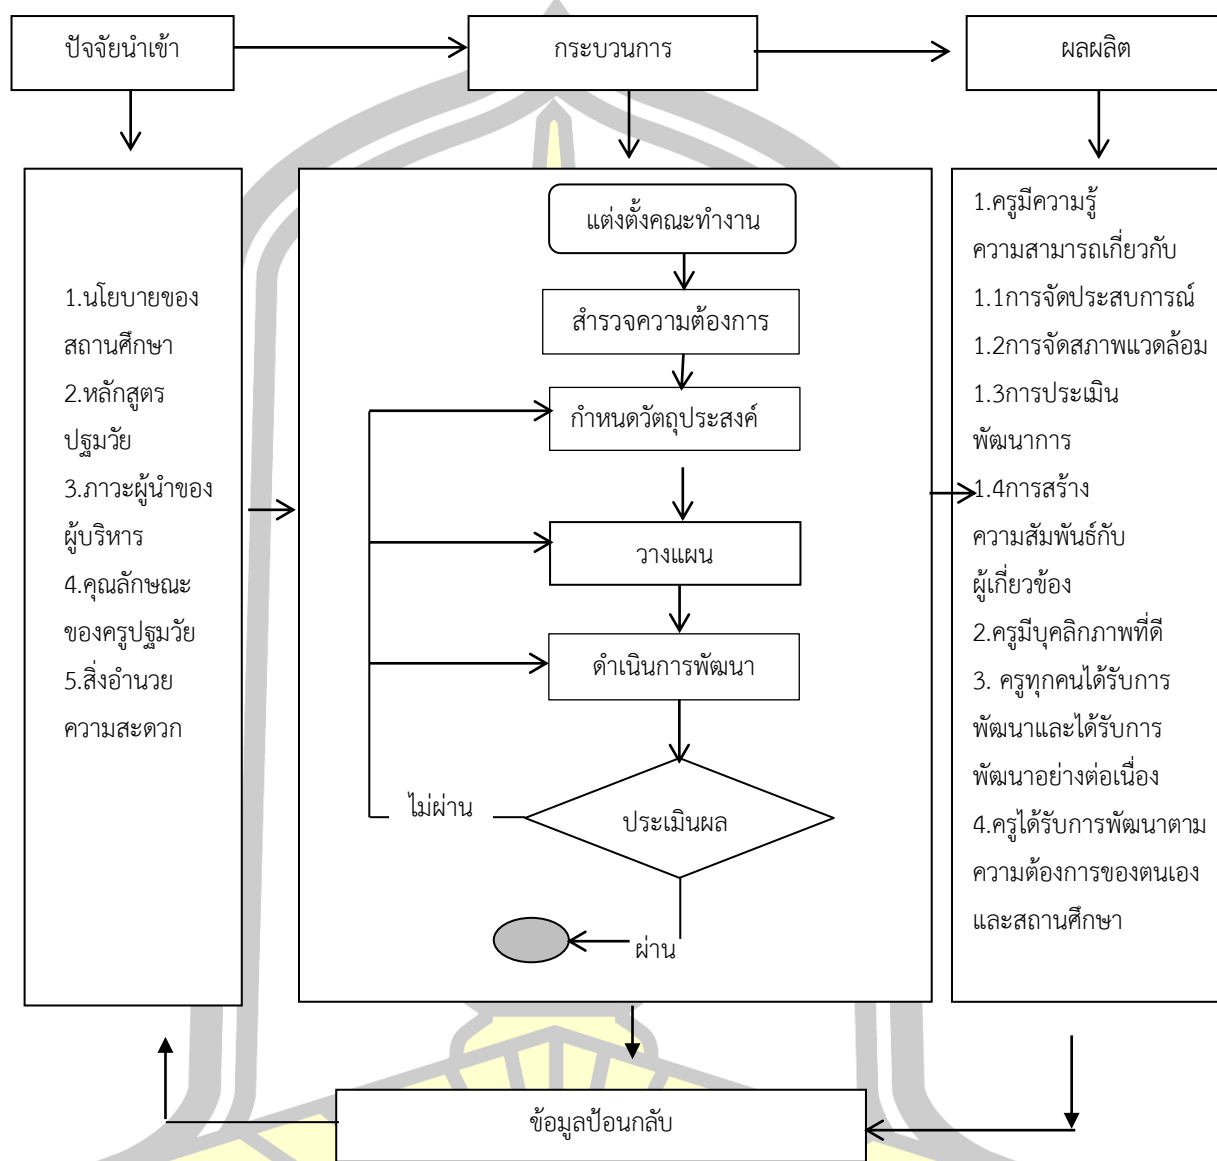 ปัจจัยนำเข้า
กระบวนการ
ผลผลิต
1.นโยบายของ
สถานศึกษา
2.หลักสูตร
ปฐมวัย
3.ภาวะผู้นำของ
ผู้บริหาร
4.คุณลักษณะ
ของครูปฐมวัย
5.สิ่งอำนวย
ความสะดวก
แต่งตั้งคณะทำงาน
สำรวจความต้องการ
กำหนดวัตถุประสงค์
วางแผน
ดำเนินการพัฒนา
ประเมินผล
ไม่ผ่าน
ผ่าน
1.ครูมีความรู้
ความสามารถเกี่ยวกับ
1.1การจัดประสบการณ์
1.2การจัดสภาพแวดล้อม
1.3การประเมิน
พัฒนาการ
1.4การสร้าง
ความสัมพันธ์กับ
ผู้เกี่ยวข้อง
2.ครูมีบุคลิกภาพที่ดี
3. ครูทุกคนได้รับการ
พัฒนาและได้รับการ
พัฒนาอย่างต่อเนื่อง
4.ครูได้รับการพัฒนาตาม
ความต้องการของตนเอง
และสถานศึกษา
ข้อมูลป้อนกลับ